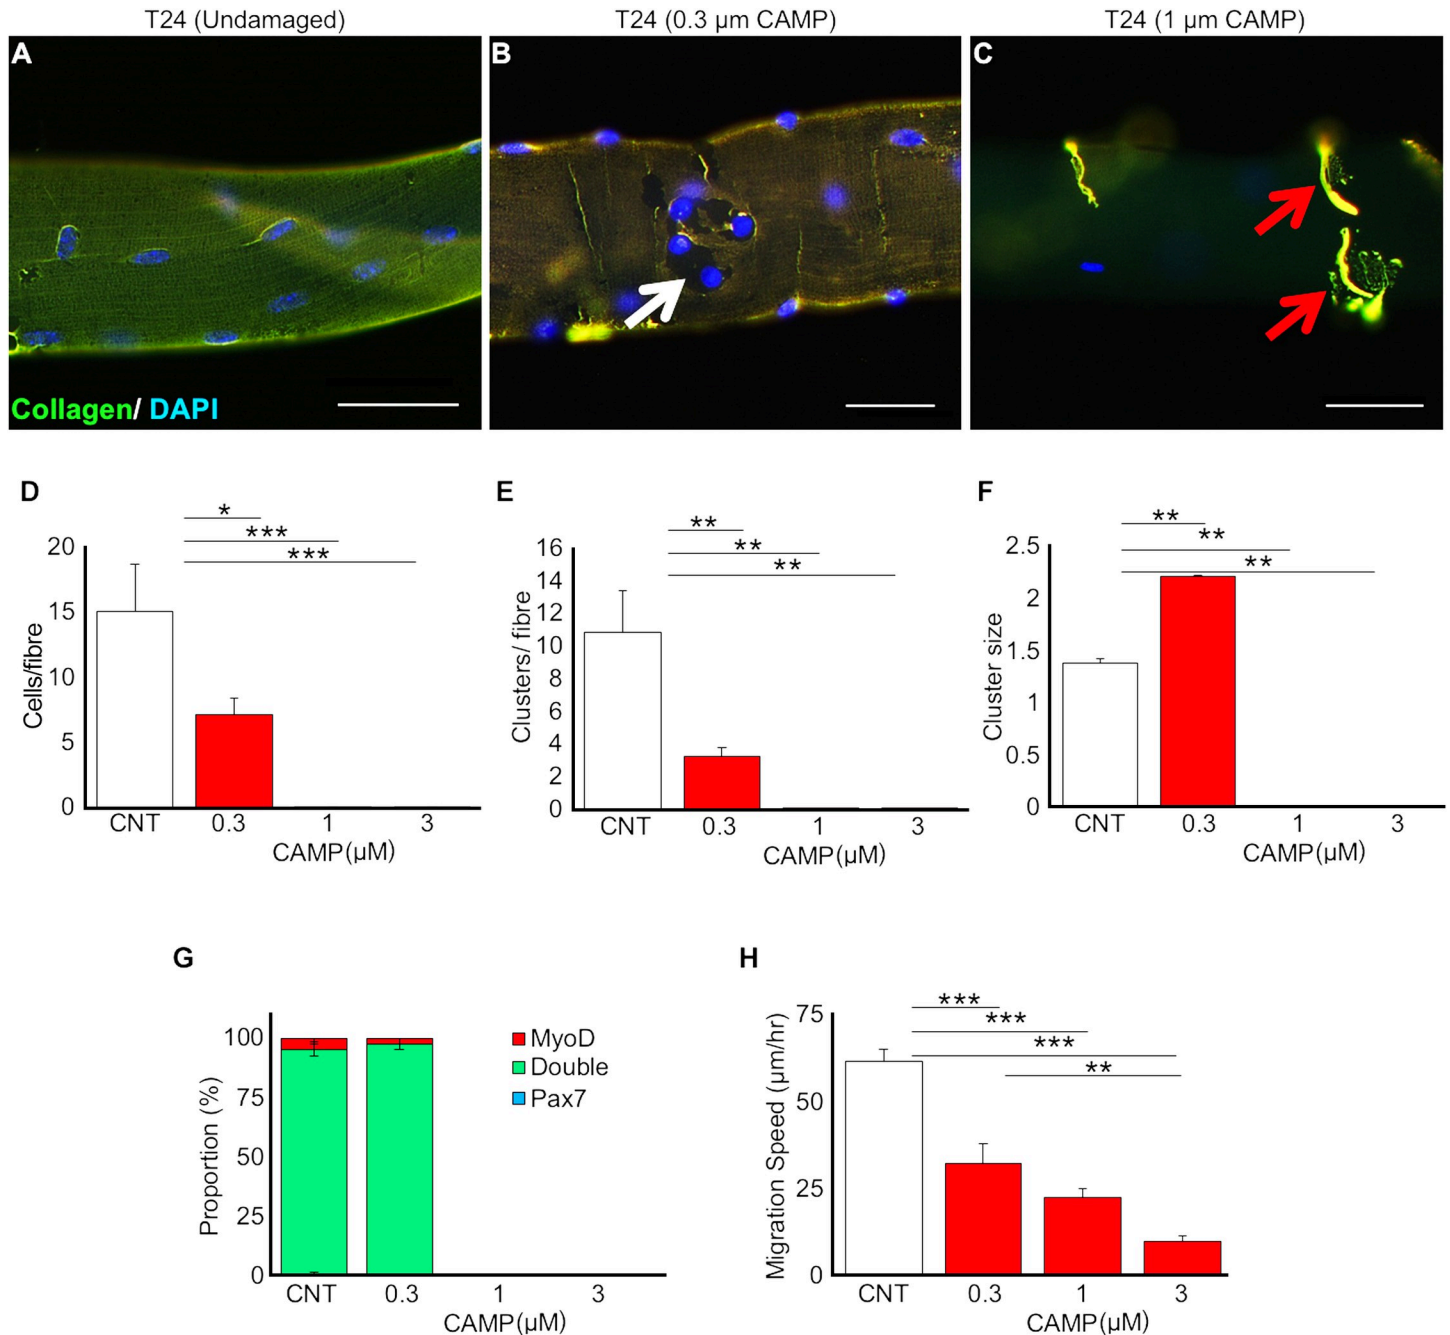 T24 (Undamaged)
T24 (0.3 µm CAMP)
T24 (1 µm CAMP)
A
B
C
Collagen/ DAPI
D
*
***
***
20
15
10
5
0
Cells/fibre
CNT
0.3
1
3
CAMP(µM)
E
**
**
**
16
14
12
10
8
6
4
2
0
Clusters/ fibre
CNT
0.3
1
3
CAMP(µM)
F
**
**
**
2.5
2
1.5
1
0.5
0
Cluster size
CNT
0.3
1
3
CAMP(µM)
G
100
75
50
25
0
Proportion (%)
MyoD
Double
Pax7
CNT
0.3
1
3
CAMP(µM)
H
***
***
***
**
75
50
25
0
Migration Speed (µm/hr)
CNT
0.3
1
3
CAMP(µM)